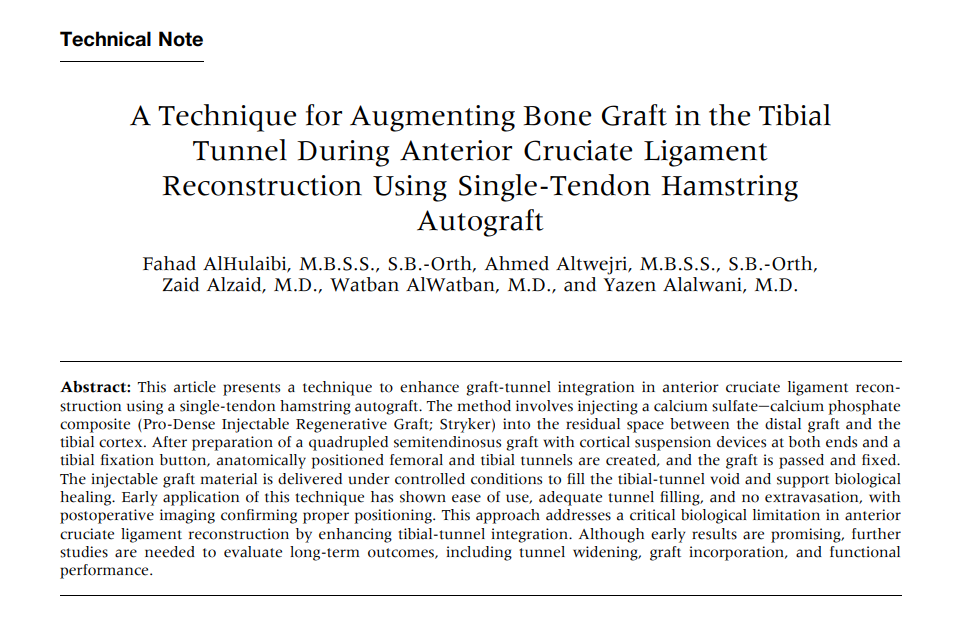 Technical Note
A Technique for Augmenting Bone Graft in the Tibial
Tunnel During Anterior Cruciate Ligament
Reconstruction Using Single-Tendon Hamstring
Autograft
Fahad AlHulaibi, M.B.S.S., S.B.-Orth, Ahmed Altwejri, M.B.S.S., S.B.-Orth,
Zaid Alzaid, M.D., Watban AlWatban, M.D., and Yazen Alalwani, M.D.
Abstract: This article presents a technique to enhance graft-tunnel integration in anterior cruciate ligament recon-
struction using a single-tendon hamstring autograft. The method involves injecting a calcium sulfate–calcium phosphate
composite (Pro-Dense Injectable Regenerative Graft; Stryker) into the residual space between the distal graft and the
tibial cortex. After preparation of a quadrupled semitendinosus graft with cortical suspension devices at both ends and a
tibial fixation button, anatomically positioned femoral and tibial tunnels are created, and the graft is passed and fixed.
The injectable graft material is delivered under controlled conditions to fill the tibial-tunnel void and support biological
healing. Early application of this technique has shown ease of use, adequate tunnel filling, and no extravasation, with
postoperative imaging confirming proper positioning. This approach addresses a critical biological limitation in anterior
cruciate ligament reconstruction by enhancing tibial-tunnel integration. Although early results are promising, further
studies are needed to evaluate long-term outcomes, including tunnel widening, graft incorporation, and functional
performance.